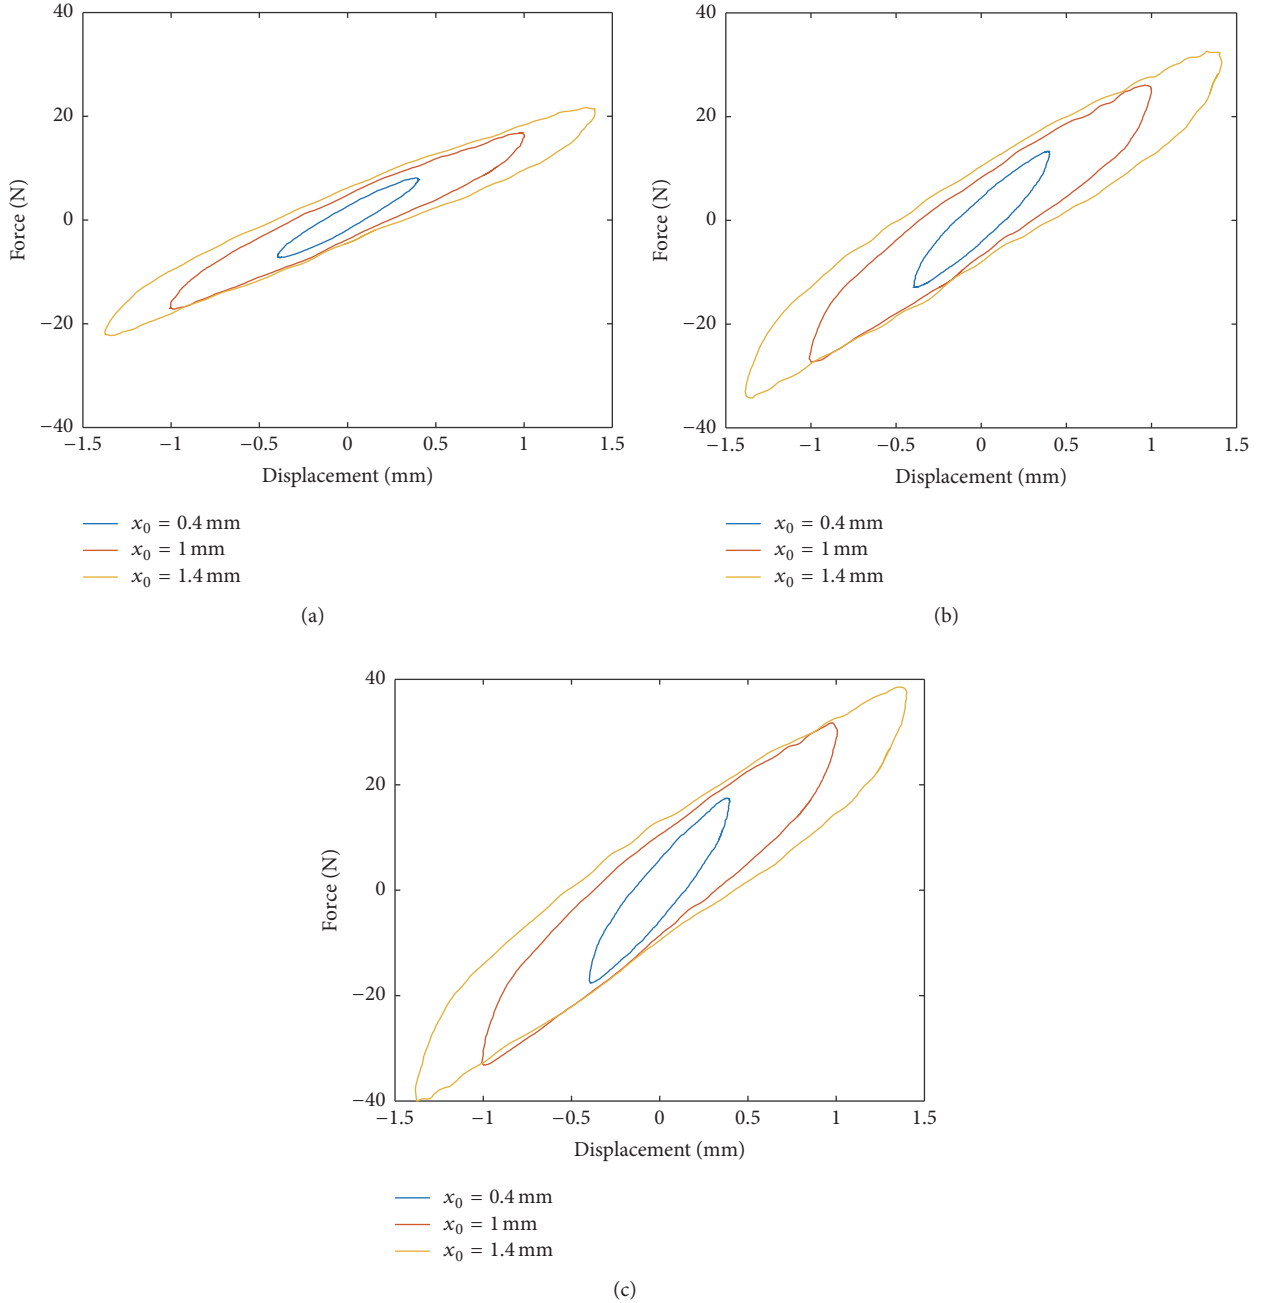 40
20
0
−20
−40
Force (N)
−1.5 −1 −0.5 0 0.5 1 1.5
Displacement (mm)
x₀ = 0.4 mm
x₀ = 1 mm
x₀ = 1.4 mm
(a)
40
20
0
−20
−40
Force (N)
−1.5 −1 −0.5 0 0.5 1 1.5
Displacement (mm)
x₀ = 0.4 mm
x₀ = 1 mm
x₀ = 1.4 mm
(b)
40
20
0
−20
−40
Force (N)
−1.5 −1 −0.5 0 0.5 1 1.5
Displacement (mm)
x₀ = 0.4 mm
x₀ = 1 mm
x₀ = 1.4 mm
(c)